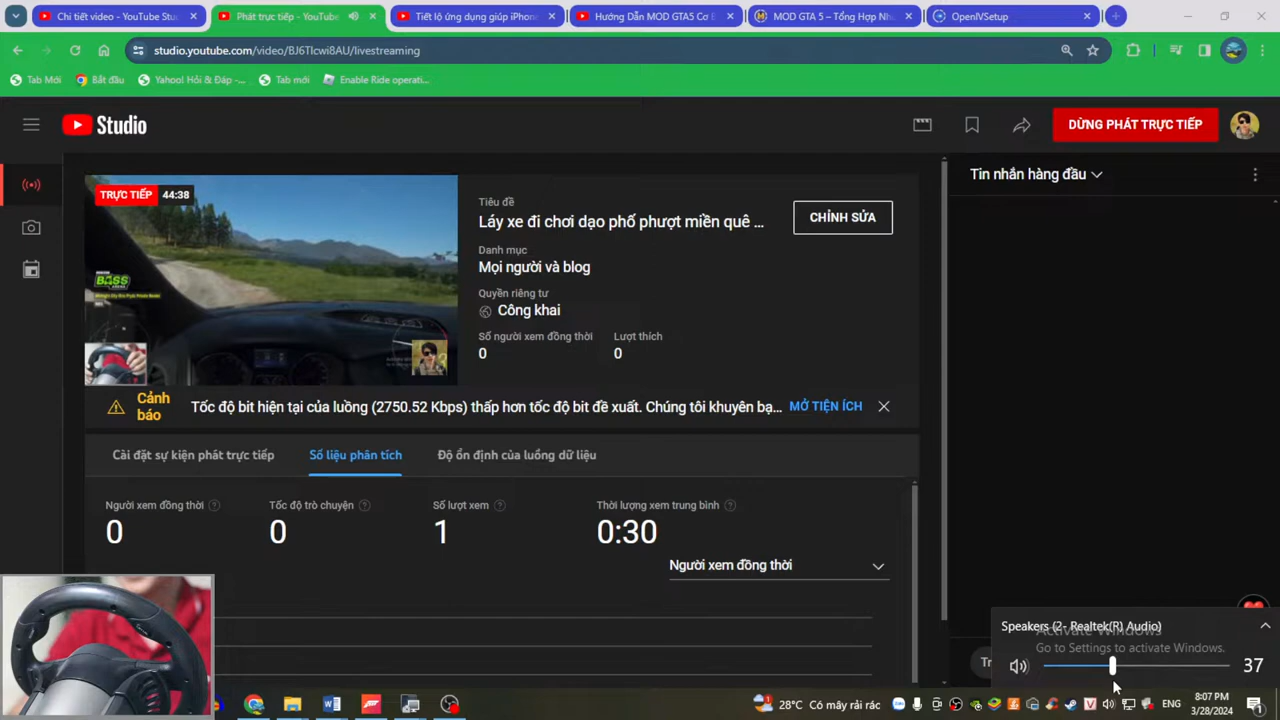 Chi tiết video - YouTube Stu
Phát trực tiếp - YouTube
Tiết lộ ứng dụng giúp iPhon
Hướng Dẫn MOD GTA5 Cơ B
MOD GTA 5 – Tổng Hợp Nh
OpenIVSetup
studio.youtube.com/video/BJ6TIcwi8AU/livestreaming
Tab Mới
Bắt đầu
Yahoo! Hỏi & Đáp -...
Tab mới
Enable Ride operati...
Studio
DỪNG PHÁT TRỰC TIẾP
TRỰC TIẾP 44:38
BASS
Tiêu đề
Láy xe đi chơi dạo phố phượt miền quê ...
CHỈNH SỬA
Danh mục
Mọi người và blog
Quyền riêng tư
Công khai
Số người xem đồng thời
Lượt thích
0
0
Tin nhắn hàng đầu
Cảnh báo
Tốc độ bit hiện tại của luồng (2750.52 Kbps) thấp hơn tốc độ bit đề xuất. Chúng tôi khuyên bạ...
MỞ TIỆN ÍCH
Cài đặt sự kiện phát trực tiếp
Số liệu phân tích
Độ ổn định của luồng dữ liệu
Người xem đồng thời
Tốc độ trò chuyện
Số lượt xem
Thời lượng xem trung bình
0
0
1
0:30
Người xem đồng thời
Speakers (2- Realtek(R) Audio)
Activate Windows
Go to Settings to activate Windows.
Tr
37
28°C Có mây rải rác
ENG
8:07 PM
3/28/2024
1